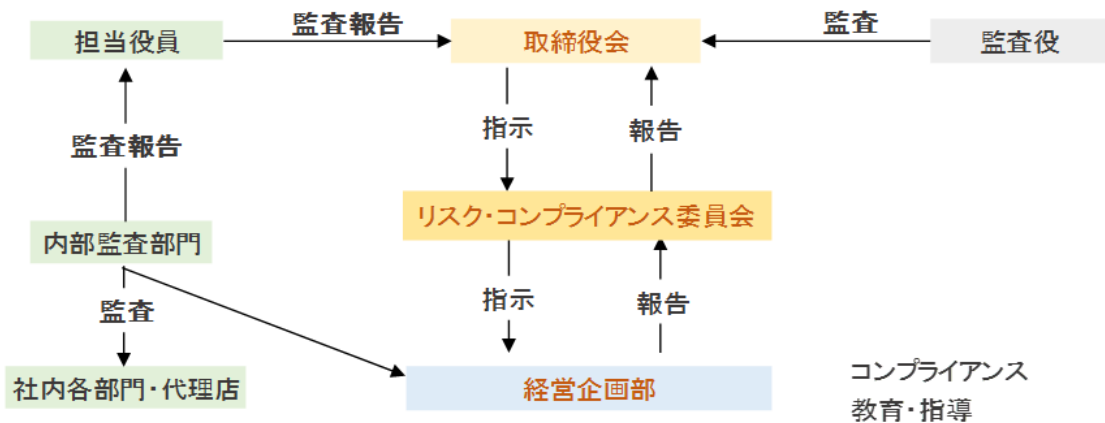 監査報告
監査
担当役員
取締役会
監査役
指示
報告
監査報告
リスク・コンプライアンス委員会
内部監査部門
指示
報告
監査
コンプライアンス
社内各部門・代理店
経営企画部
教育・指導